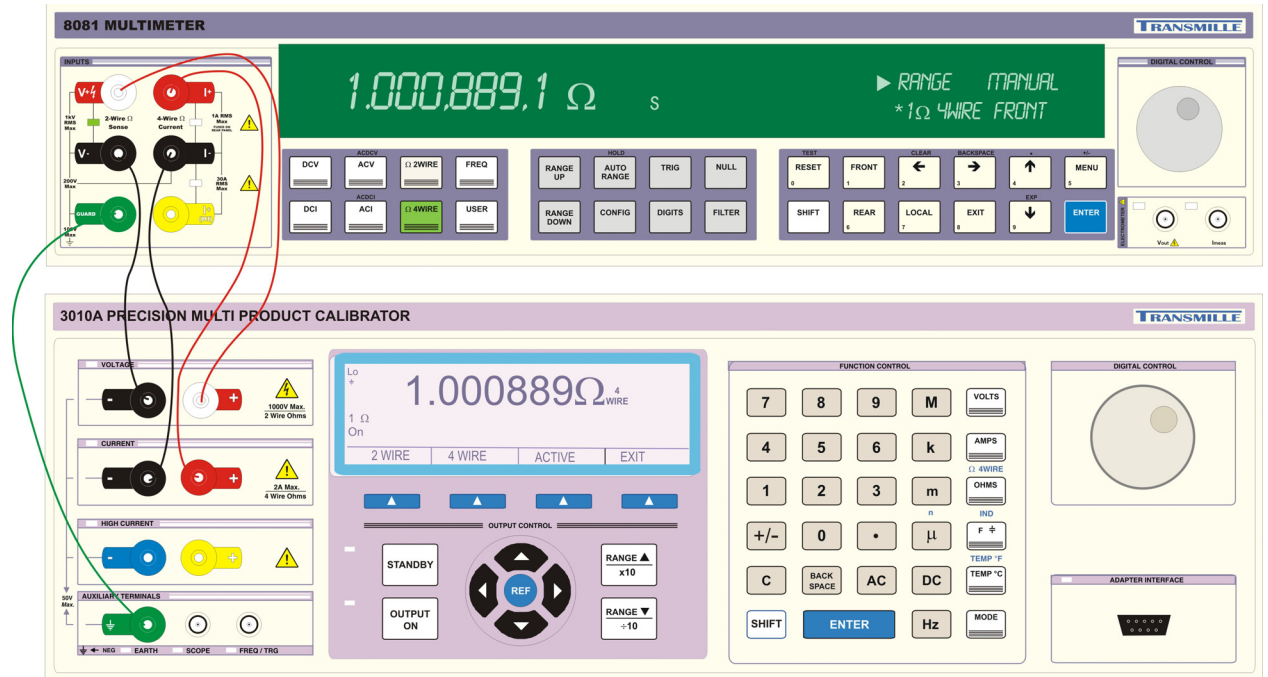 8081 MULTIMETER
TRANSMILLE
INPUTS
V+
I+
1kV
RMS
Max
2-Wire Ω
Sense
4-Wire Ω
Current
1A RMS
Max
FUSED ON
REAR PANEL
V-
I-
200V
Max
30A
RMS
Max
GUARD
100V
Max
1.000,889,1 Ω
S
▶ RANGE MANUAL
*1Ω 4WIRE FRONT
DIGITAL CONTROL
ACDCV
DCV
ACV
Ω 2WIRE
FREQ
ACDCI
DCI
ACI
Ω 4WIRE
USER
HOLD
RANGE
UP
AUTO
RANGE
TRIG
NULL
RANGE
DOWN
CONFIG
DIGITS
FILTER
TEST
CLEAR
BACKSPACE
+/-
RESET
0
FRONT
1
←
2
→
3
↑
4
MENU
5
EXP
SHIFT
REAR
6
LOCAL
7
EXIT
8
↓
9
ENTER
ELECTROMETER
Vout
Imeas
3010A PRECISION MULTI PRODUCT CALIBRATOR
TRANSMILLE
VOLTAGE
-
+
1000V Max.
2 Wire Ohms
CURRENT
-
+
2A Max.
4 Wire Ohms
HIGH CURRENT
-
+
50V
Max.
AUXILIARY TERMINALS
NEG
EARTH
SCOPE
FREQ / TRG
Lo
1.000889Ω
4
WIRE
1 Ω
On
2 WIRE
4 WIRE
ACTIVE
EXIT
OUTPUT CONTROL
STANDBY
OUTPUT
ON
REF
RANGE ▲
x10
RANGE ▼
÷10
FUNCTION CONTROL
7
8
9
M
VOLTS
4
5
6
k
AMPS
Ω 4WIRE
1
2
3
m
OHMS
n
IND
+/-
0
•
μ
F
TEMP °F
C
BACK
SPACE
AC
DC
TEMP °C
SHIFT
ENTER
Hz
MODE
DIGITAL CONTROL
ADAPTER INTERFACE